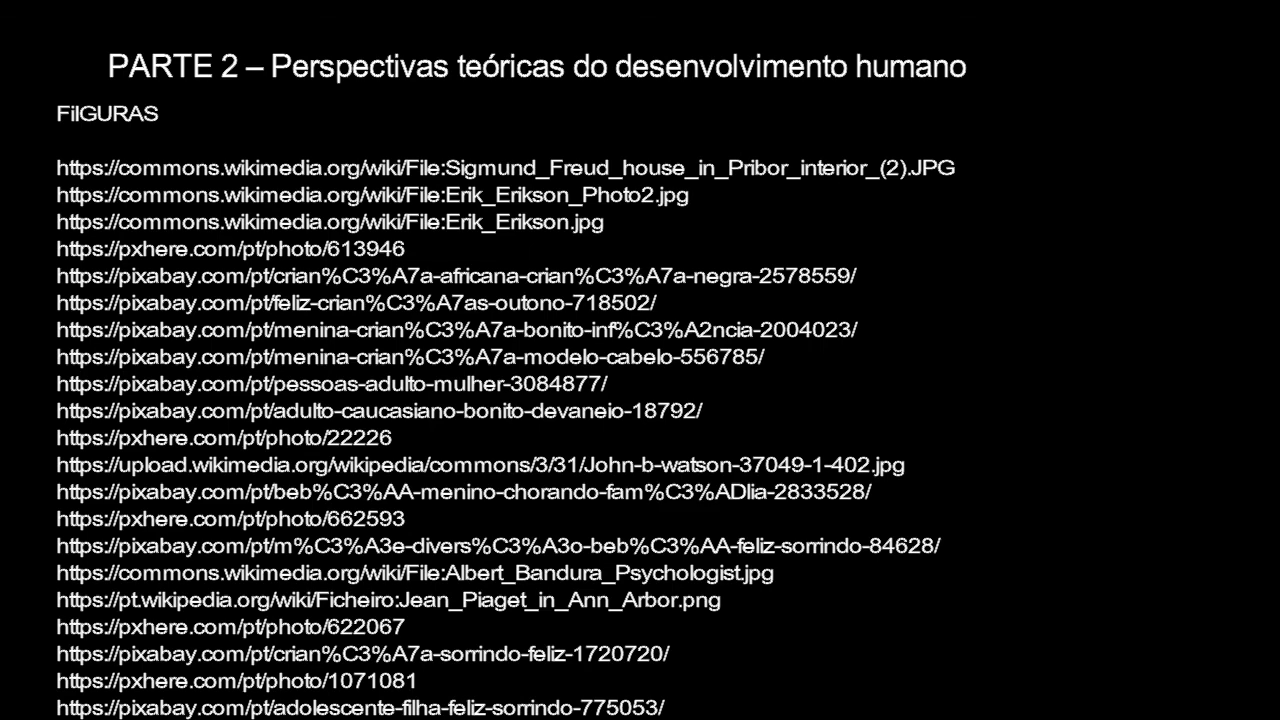 PARTE 2 – Perspectivas teóricas do desenvolvimento humano
FiIGURAS
https://commons.wikimedia.org/wiki/File:Sigmund_Freud_house_in_Pribor_interior_(2).JPG
https://commons.wikimedia.org/wiki/File:Erik_Erikson_Photo2.jpg
https://commons.wikimedia.org/wiki/File:Erik_Erikson.jpg
https://pxhere.com/pt/photo/613946
https://pixabay.com/pt/crian%C3%A7a-africana-crian%C3%A7a-negra-2578559/
https://pixabay.com/pt/feliz-crian%C3%A7as-outono-718502/
https://pixabay.com/pt/menina-crian%C3%A7a-bonito-inf%C3%A2ncia-2004023/
https://pixabay.com/pt/menina-crian%C3%A7a-modelo-cabelo-556785/
https://pixabay.com/pt/pessoas-adulto-mulher-3084877/
https://pixabay.com/pt/adulto-caucasiano-bonito-devaneio-18792/
https://pxhere.com/pt/photo/22226
https://upload.wikimedia.org/wikipedia/commons/3/31/John-b-watson-37049-1-402.jpg
https://pixabay.com/pt/beb%C3%AA-menino-chorando-fam%C3%ADlia-2833528/
https://pxhere.com/pt/photo/662593
https://pixabay.com/pt/m%C3%A3e-divers%C3%A3o-beb%C3%AA-feliz-sorrindo-84628/
https://commons.wikimedia.org/wiki/File:Albert_Bandura_Psychologist.jpg
https://pt.wikipedia.org/wiki/Ficheiro:Jean_Piaget_in_Ann_Arbor.png
https://pxhere.com/pt/photo/622067
https://pixabay.com/pt/crian%C3%A7a-sorrindo-feliz-1720720/
https://pxhere.com/pt/photo/1071081
https://pixabay.com/pt/adolescente-filha-feliz-sorrindo-775053/